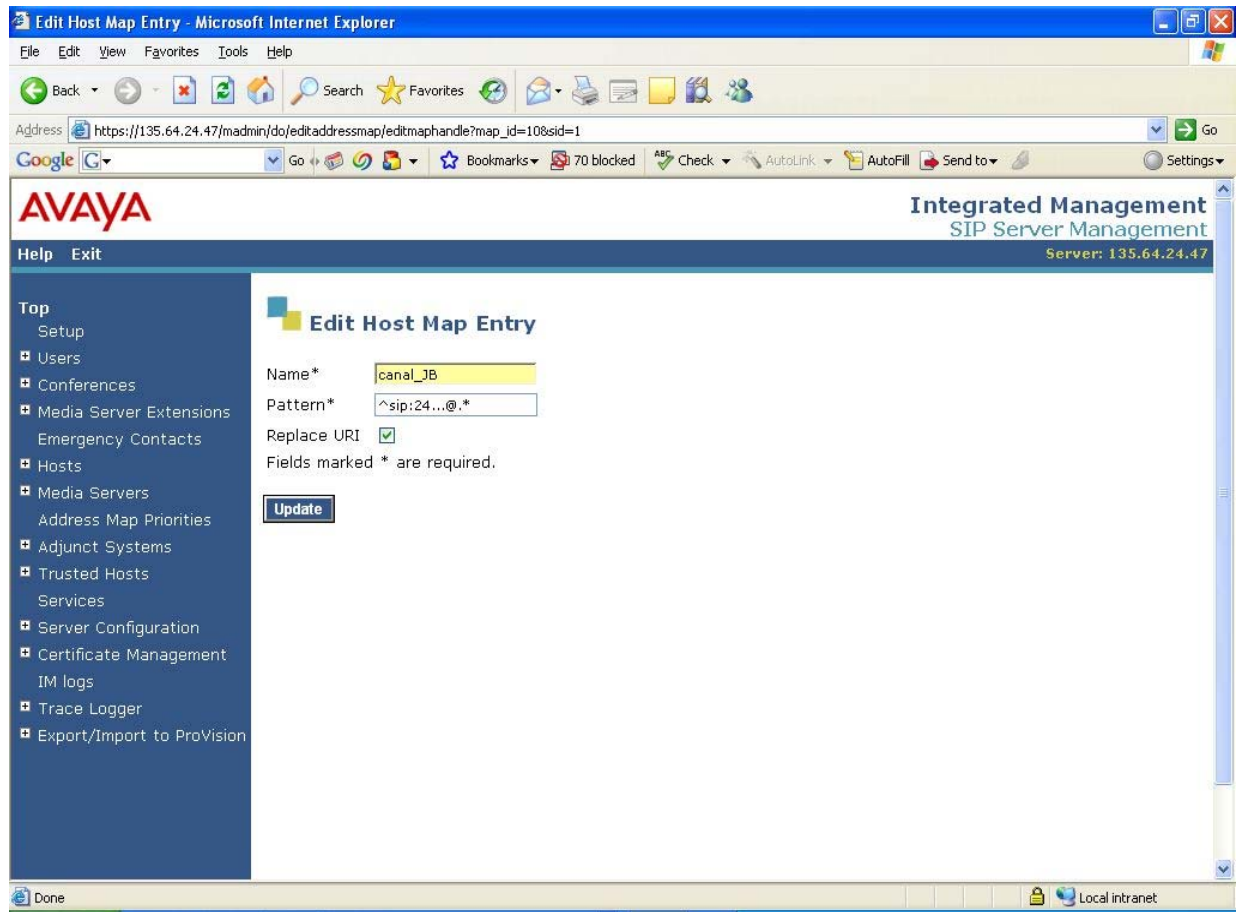 Edit Host Map Entry - Microsoft Internet Explorer
File Edit View Favorites Tools Help
Back Search Favorites
Address https://135.64.24.47/madmin/do/editaddressmap/editmaphandle?map_id=10&sid=1 Go
Google G Go Bookmarks 70 blocked ABC Check AutoLink AutoFill Send to Settings
AVAYA
Integrated Management
SIP Server Management
Help Exit
Server: 135.64.24.47
Top
Setup
Users
Conferences
Media Server Extensions
Emergency Contacts
Hosts
Media Servers
Address Map Priorities
Adjunct Systems
Trusted Hosts
Services
Server Configuration
Certificate Management
IM logs
Trace Logger
Export/Import to ProVision
Edit Host Map Entry
Name* canal_JB
Pattern* ^sip:24...@.*
Replace URI
Fields marked * are required.
Update
Done
Local intranet